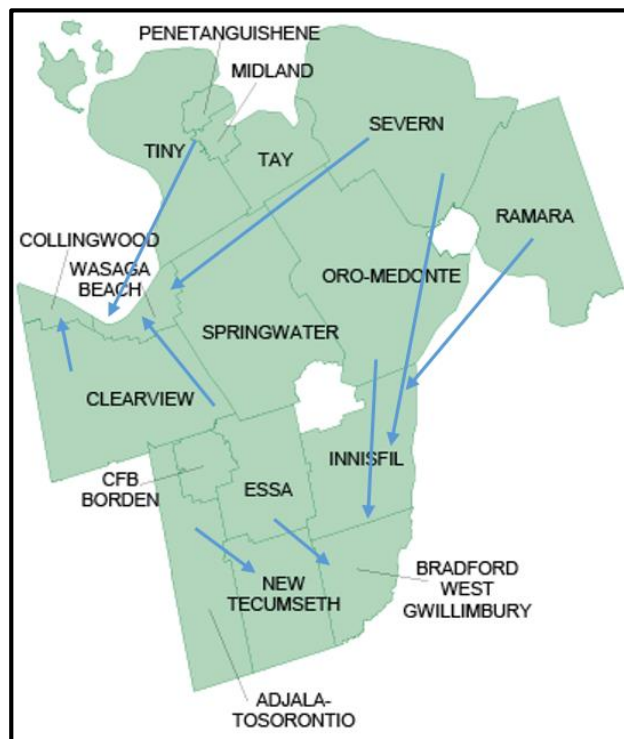 PENETANGUISHENE
MIDLAND
SEVERN
TINY
TAY
RAMARA
COLLINGWOOD
WASAGA
BEACH
ORO-MEDONTE
SPRINGWATER
CLEARVIEW
INNISFIL
CFB
BORDEN
ESSA
BRADFORD
WEST
GWILLIMBURY
NEW
TECUMSETH
ADJALA-
TOSORONTIO